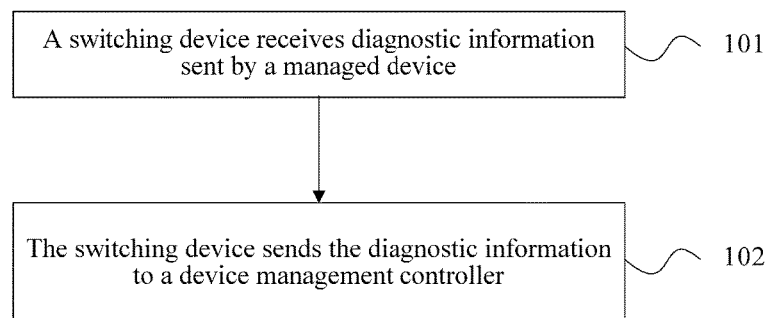 A switching device receives diagnostic information
sent by a managed device
101
The switching device sends the diagnostic information
to a device management controller
102